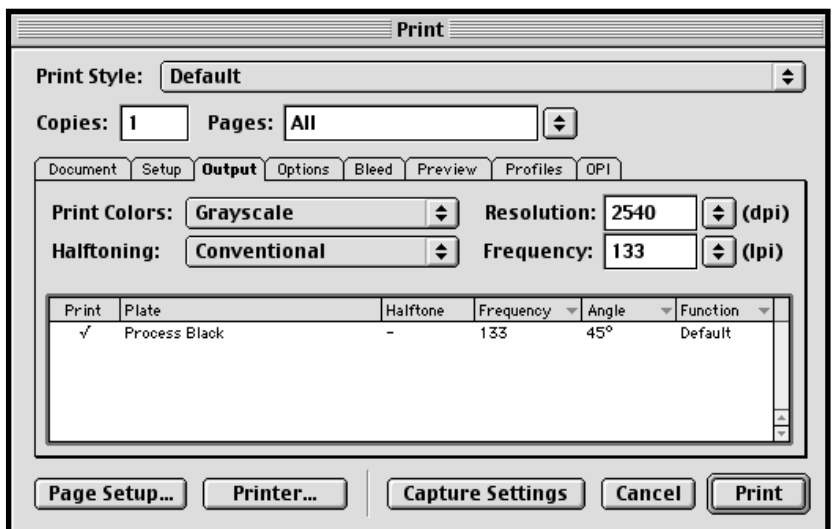 Print
Print Style: Default
Copies: 1 Pages: All
Document Setup Output Options Bleed Preview Profiles OPI
Print Colors: Grayscale Resolution: 2540 (dpi)
Halftoning: Conventional Frequency: 133 (lpi)
Print Plate Halftone Frequency Angle Function
√ Process Black - 133 45° Default
Page Setup... Printer... Capture Settings Cancel Print